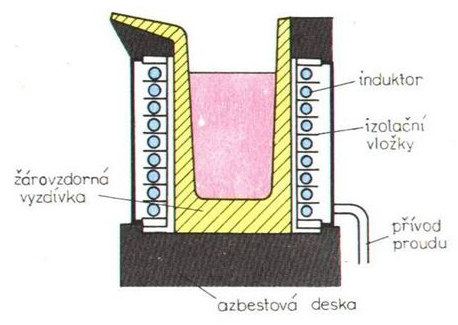 induktor
izolační
vložky
žárovzdorná
vyzdívka
přívod
proudu
azbestová deska